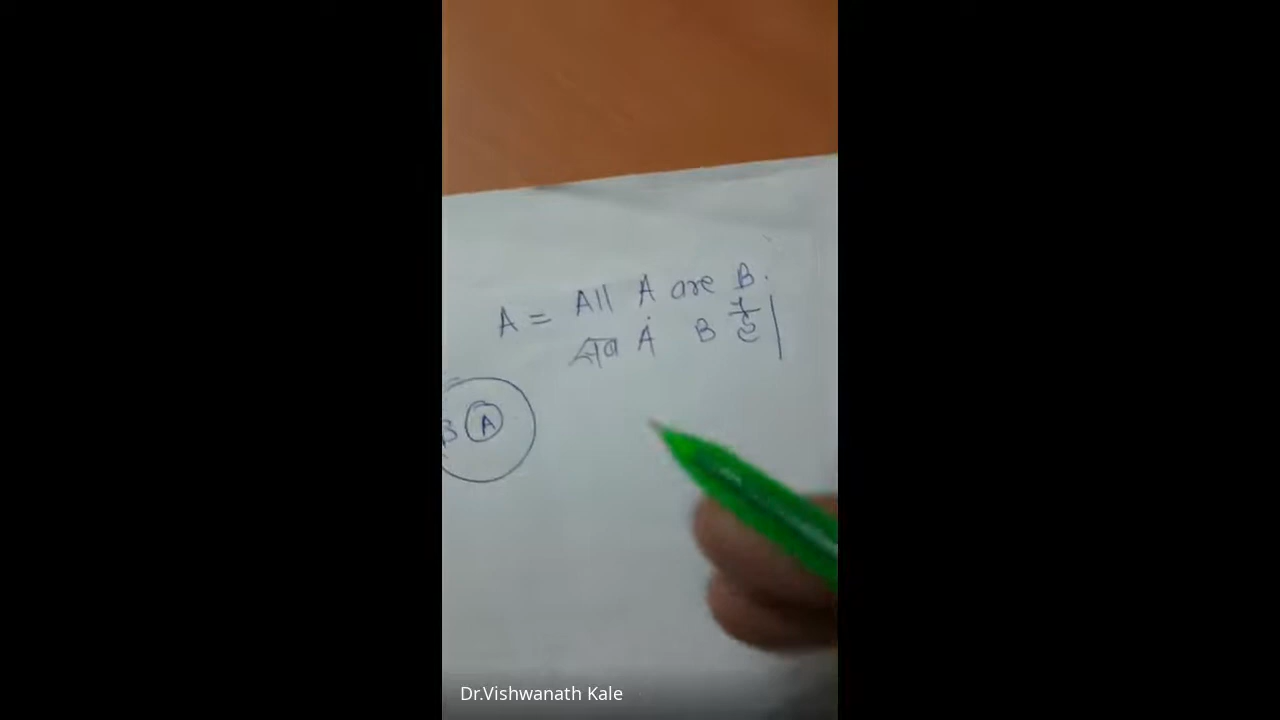 A = All A are B.
सब A B है|
B A
Dr.Vishwanath Kale